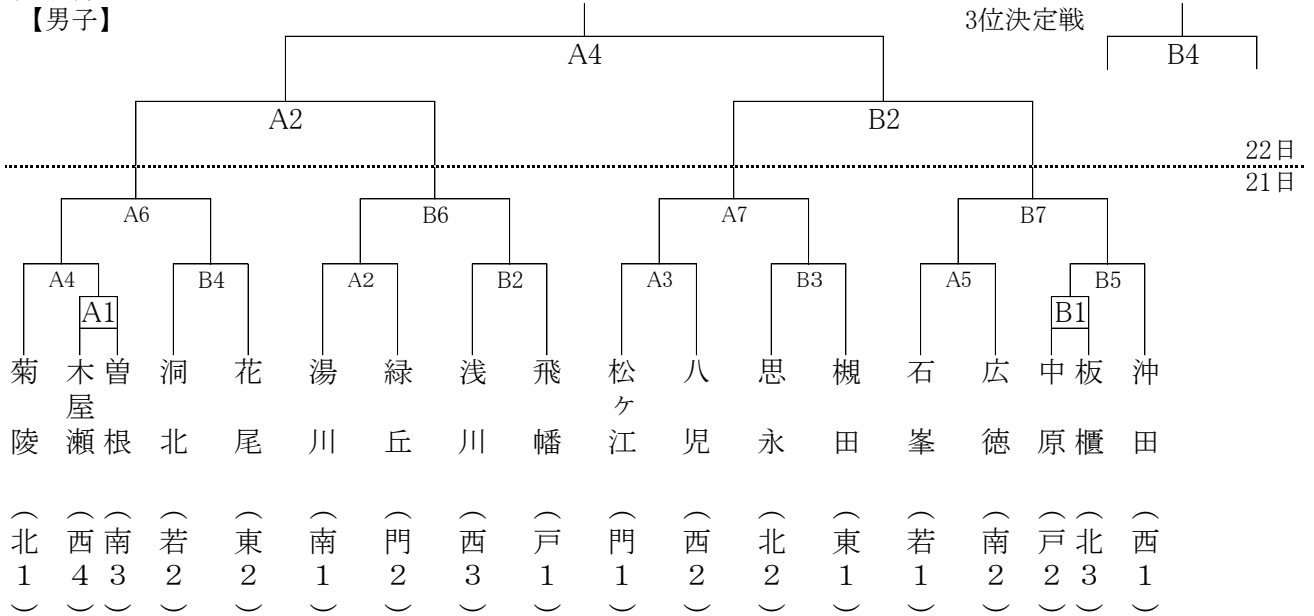 【男子】
3位決定戦
A4
B4
A2
B2
22日
21日
A6
B6
A7
B7
A4
B4
A2
B2
A3
B3
A5
B5
A1
B1
菊陵（北1）
木屋瀬（西4）
曽根（南3）
洞北（若2）
花尾（東2）
湯川（南1）
緑丘（門2）
浅川（西3）
飛幡（戸1）
松ヶ江（門1）
八児（西2）
思永（北2）
槻田（東1）
石峯（若1）
広徳（南2）
中原（戸2）
板櫃（北3）
沖田（西1）